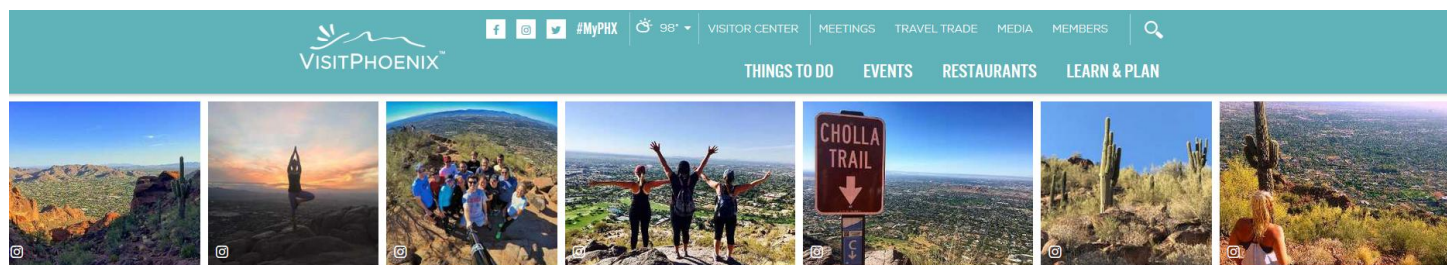 #MyPHX 98° VISITOR CENTER MEETINGS TRAVEL TRADE MEDIA MEMBERS
VISITPHOENIX™
THINGS TO DO EVENTS RESTAURANTS LEARN & PLAN
CHOLLA
TRAIL
C